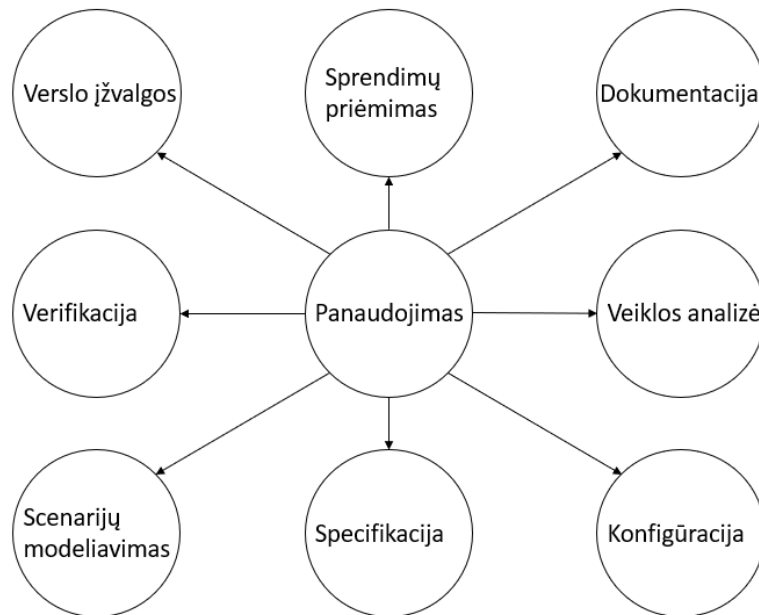 Verslo įžvalgos
Sprendimų
priėmimas
Dokumentacija
Verifikacija
Panaudojimas
Veiklos analizė
Scenarijų
modeliavimas
Specifikacija
Konfigūracija